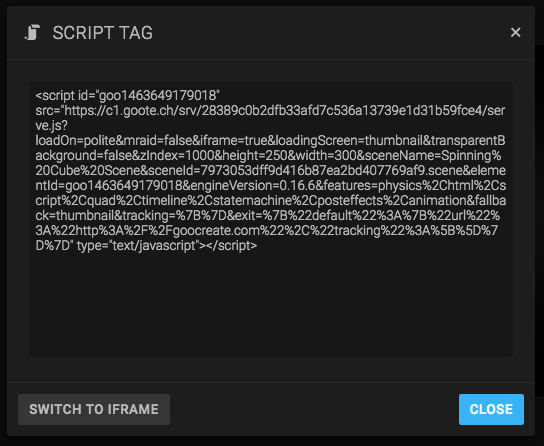 SCRIPT TAG
×
<script id="goo1463649179018"
src="https://c1.goote.ch/srv/28389c0b2dfb33afd7c536a13739e1d31b59fce4/ser
ve.js?
loadOn=polite&mraid=false&iframe=true&loadingScreen=thumbnail&transparentB
ackground=false&zIndex=1000&height=250&width=300&sceneName=Spinning
%20Cube%20Scene&sceneId=7973053dff9d416b87ea2bd407769af9.scene&eleme
ntId=goo1463649179018&engineVersion=0.16.6&features=physics%2Chtml%2Cs
cript%2Cquad%2Ctimeline%2Cstatemachine%2Cposteffects%2Canimation&fallb
ack=thumbnail&tracking=%7B%7D&exit=%7B%22default%22%3A%7B%22url%22%
3A%22http%3A%2F%2Fgoocreate.com%22%2C%22tracking%22%3A%5B%5D%7
D%7D" type="text/javascript"></script>
SWITCH TO IFRAME
CLOSE